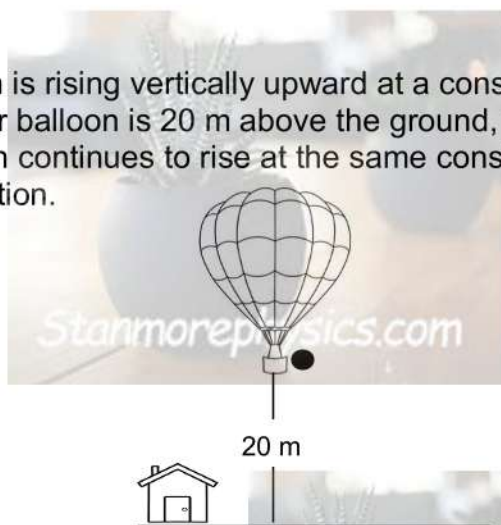 is rising vertically upward at a cons
r balloon is 20 m above the ground,
n continues to rise at the same cons
tion.
Stanmorephysics.com
20 m